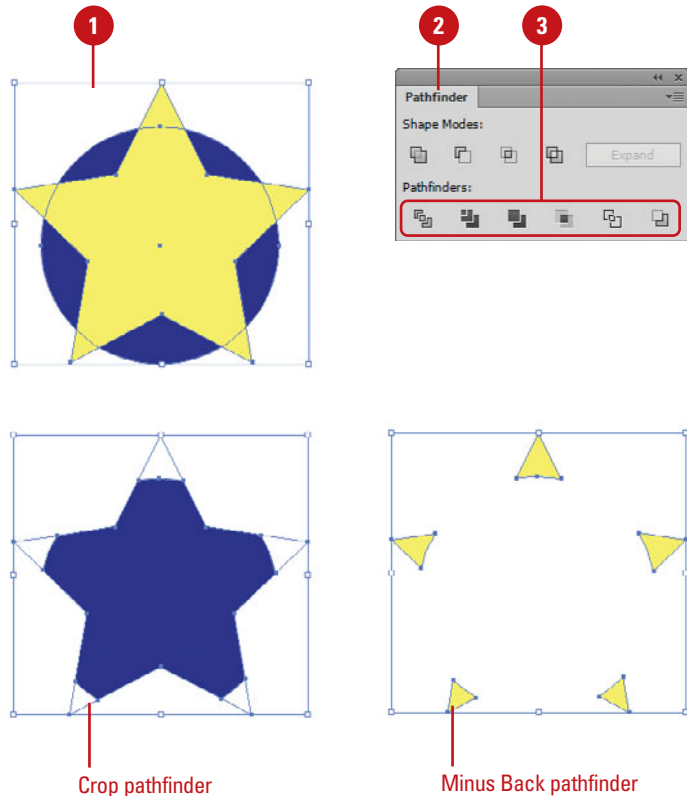 1
2
3
Pathfinder
Shape Modes:
Expand
Pathfinders:
Crop pathfinder
Minus Back pathfinder